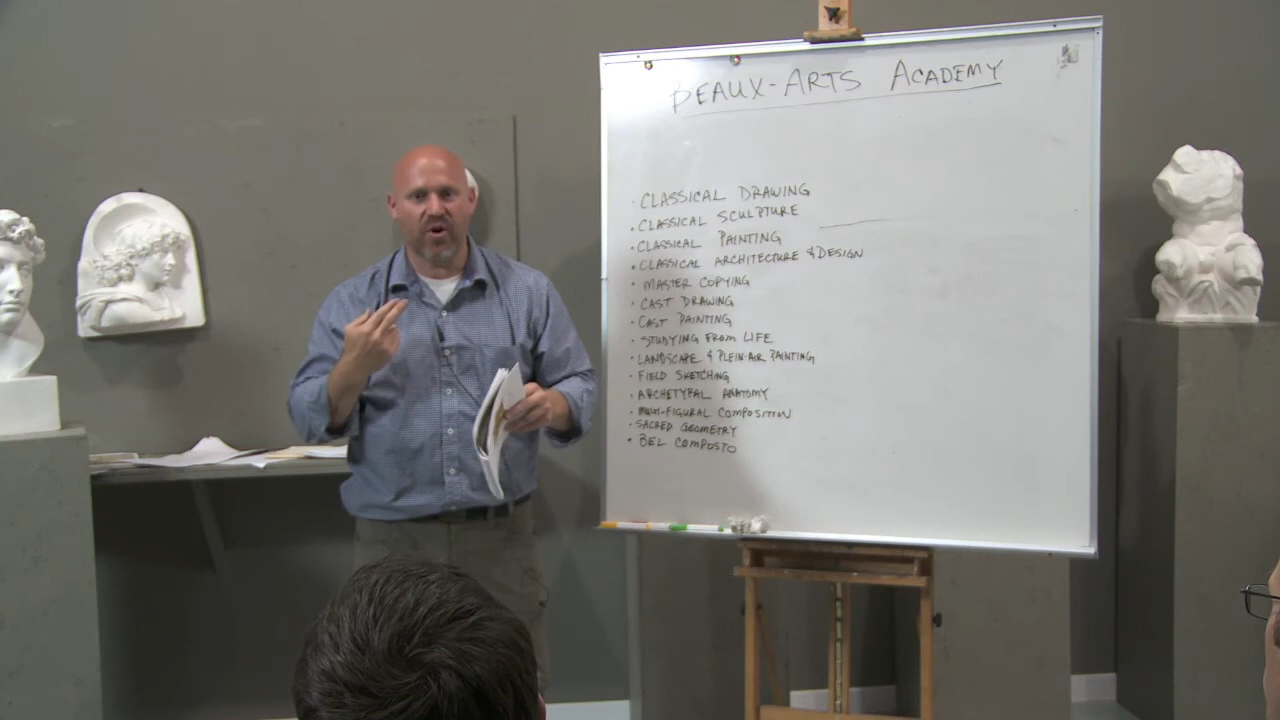 BEAUX-ARTS ACADEMY
· CLASSICAL DRAWING
· CLASSICAL SCULPTURE
· CLASSICAL PAINTING
· CLASSICAL ARCHITECTURE & DESIGN
· MASTER COPYING
· CAST DRAWING
· CAST PAINTING
· STUDYING FROM LIFE
· LANDSCAPE & PLEIN-AIR PAINTING
· FIELD SKETCHING
· ARCHETYPAL ANATOMY
· MULTI-FIGURAL COMPOSITION
· SACRED GEOMETRY
· BEL COMPOSTO